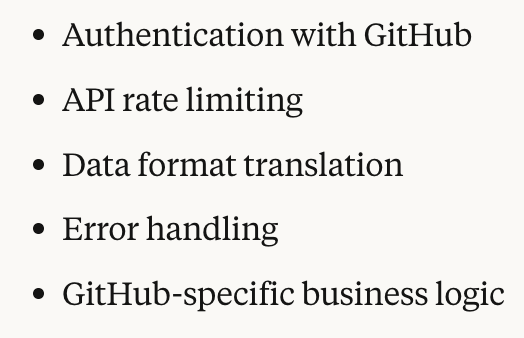 • Authentication with GitHub
• API rate limiting
• Data format translation
• Error handling
• GitHub-specific business logic